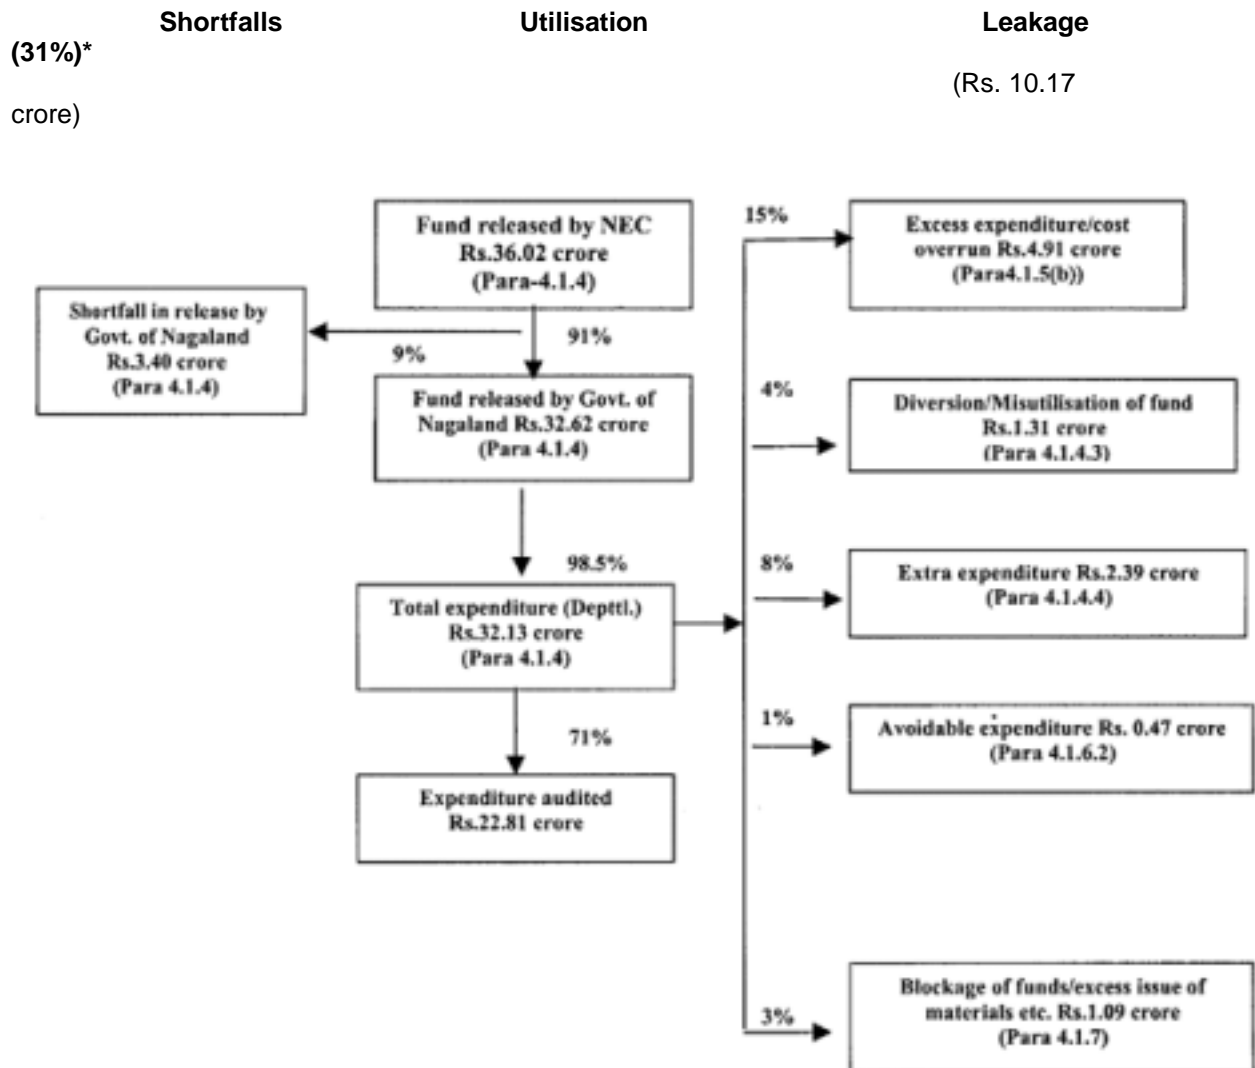 Shortfalls Utilisation Leakage
(31%)*
(Rs. 10.17
crore)
Fund released by NEC
Rs.36.02 crore
(Para-4.1.4)
Shortfall in release by
Govt. of Nagaland
Rs.3.40 crore
(Para 4.1.4)
9%
91%
Fund released by Govt. of
Nagaland Rs.32.62 crore
(Para 4.1.4)
98.5%
Total expenditure (Depttl.)
Rs.32.13 crore
(Para 4.1.4)
71%
Expenditure audited
Rs.22.81 crore
15%
Excess expenditure/cost
overrun Rs.4.91 crore
(Para4.1.5(b))
4%
Diversion/Misutilisation of fund
Rs.1.31 crore
(Para 4.1.4.3)
8%
Extra expenditure Rs.2.39 crore
(Para 4.1.4.4)
1%
Avoidable expenditure Rs. 0.47 crore
(Para 4.1.6.2)
3%
Blockage of funds/excess issue of
materials etc. Rs.1.09 crore
(Para 4.1.7)